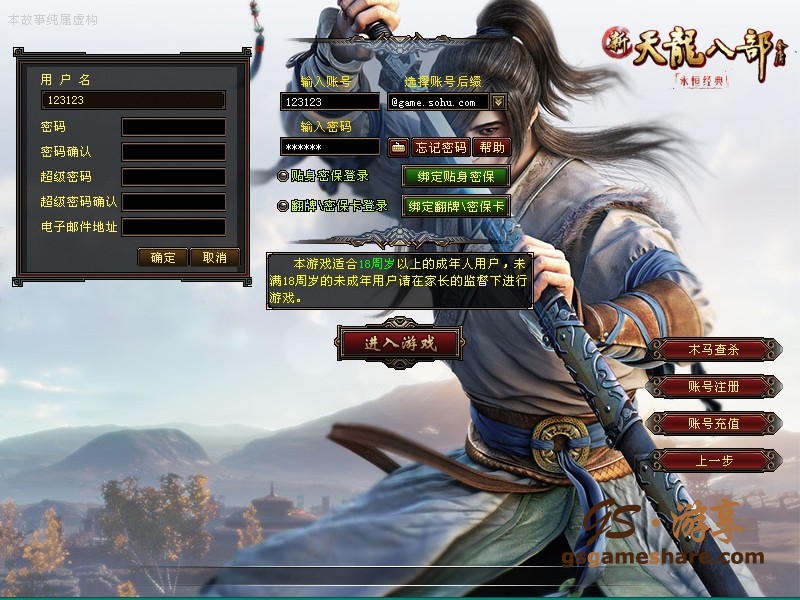 本故事纯属虚构
新天龍八部
永恒经典
用 户 名
123123
密码
密码确认
超级密码
超级密码确认
电子邮件地址
确定 取消
输入账号 选择账号后缀
123123 @game.sohu.com
输入密码
****** 忘记密码 帮助
贴身密保登录 绑定贴身密保
翻牌\密保卡登录 绑定翻牌\密保卡
本游戏适合18周岁以上的成年人用户，未
满18周岁的未成年用户请在家长的监督下进行
游戏。
进入游戏
木马查杀
账号注册
账号充值
上一步
GS·游享
gsgameshare.com